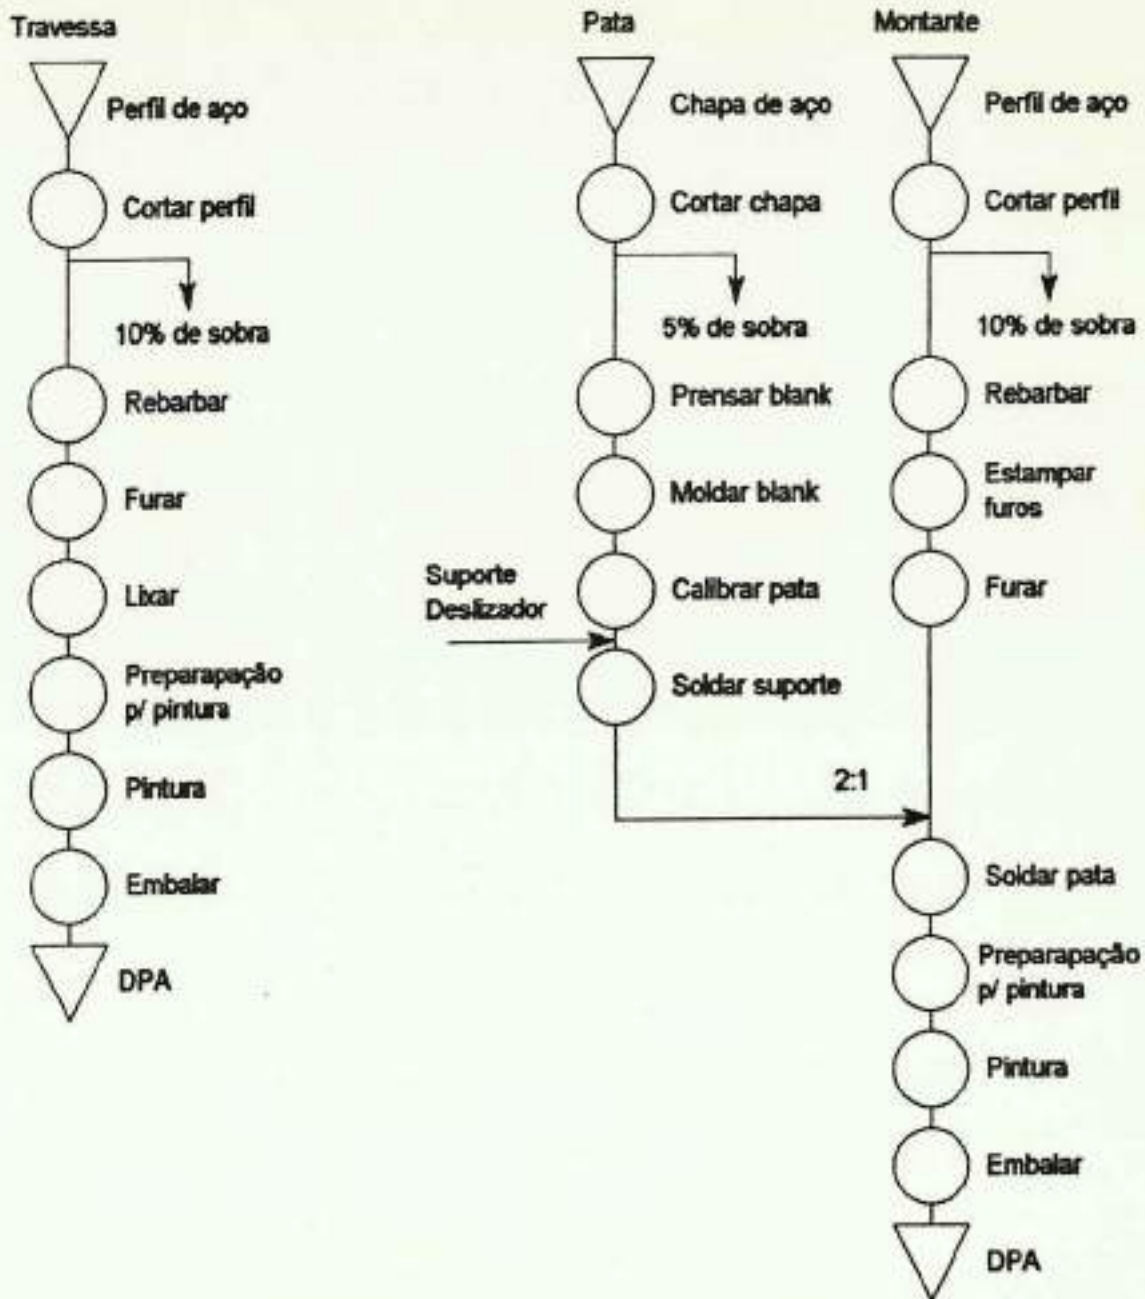 Travessa
Perfil de aço
Cortar perfil
10% de sobra
Rebarbar
Furar
Lixar
Preparapação
p/ pintura
Pintura
Embalar
DPA
Pata
Chapa de aço
Cortar chapa
5% de sobra
Prensar blank
Moldar blank
Calibrar pata
Suporte
Deslizador
Soldar suporte
2:1
Montante
Perfil de aço
Cortar perfil
10% de sobra
Rebarbar
Estampar
furos
Furar
Soldar pata
Preparapação
p/ pintura
Pintura
Embalar
DPA